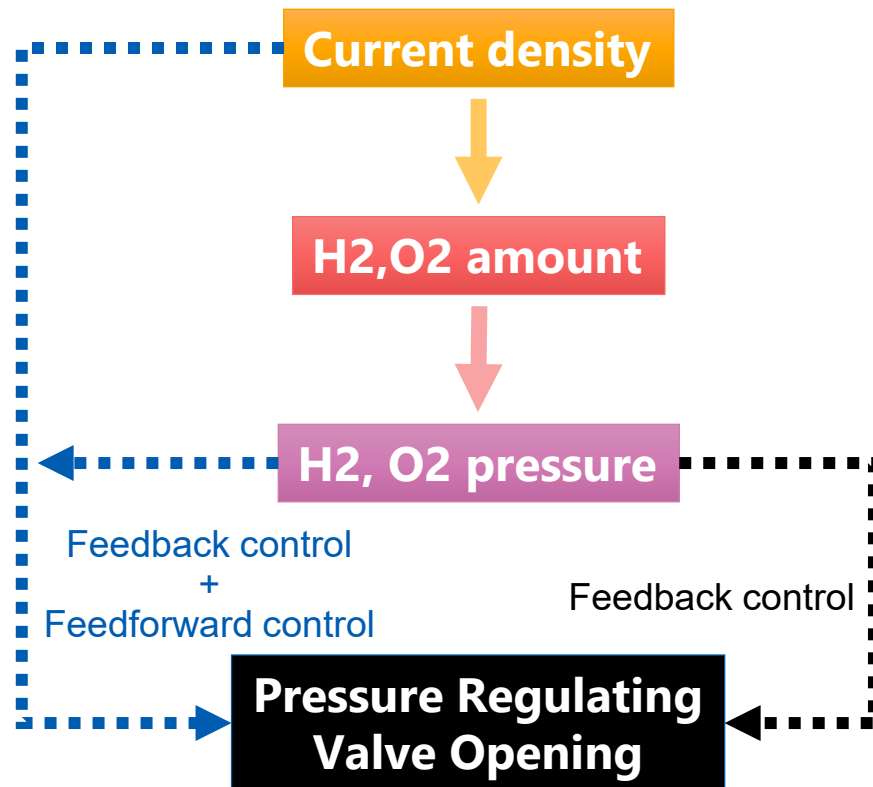 Current density
H2,O2 amount
H2, O2 pressure
Feedback control
+
Feedforward control
Feedback control
Pressure Regulating
Valve Opening